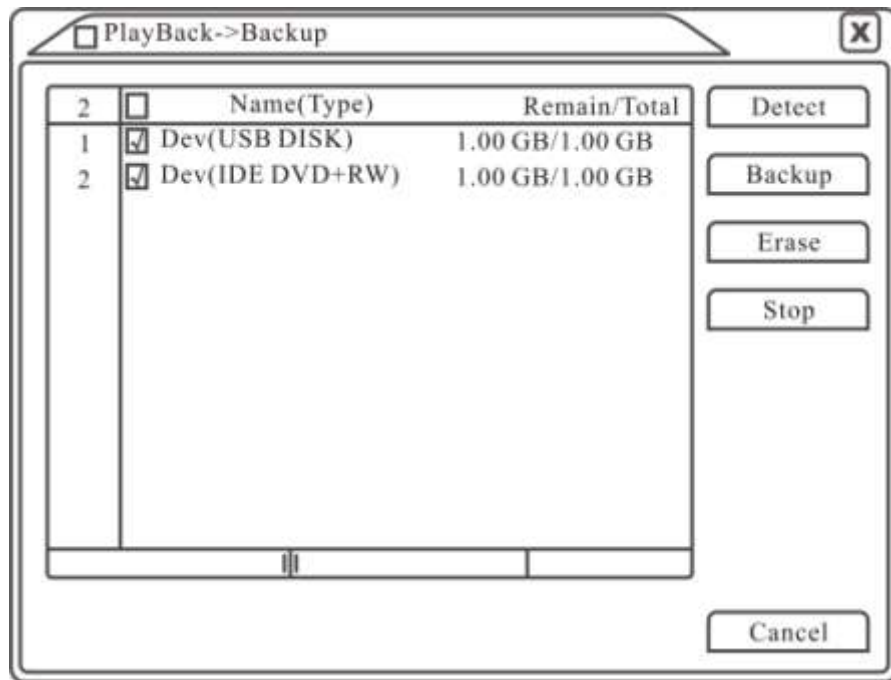 PlayBack->Backup X
2 Name(Type) Remain/Total
1 Dev(USB DISK) 1.00 GB/1.00 GB
2 Dev(IDE DVD+RW) 1.00 GB/1.00 GB
Detect
Backup
Erase
Stop
Cancel